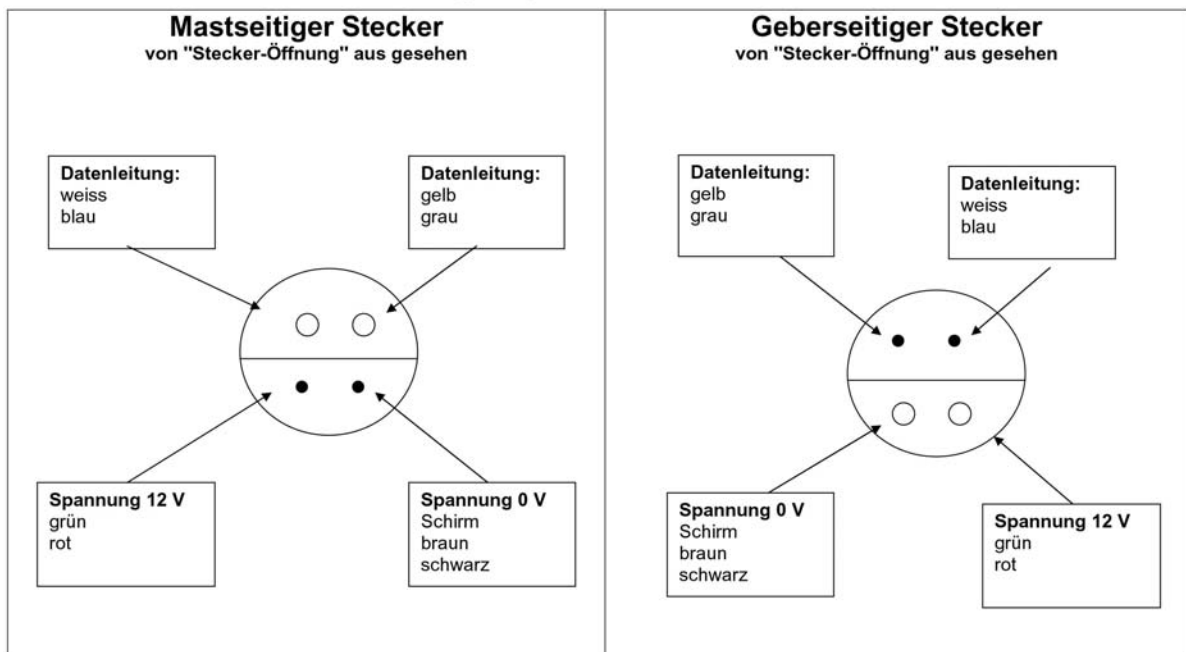 Mastseitiger Stecker
von "Stecker-Öffnung" aus gesehen
Datenleitung:
weiss
blau
Datenleitung:
gelb
grau
Spannung 12 V
grün
rot
Spannung 0 V
Schirm
braun
schwarz
Geberseitiger Stecker
von "Stecker-Öffnung" aus gesehen
Datenleitung:
gelb
grau
Datenleitung:
weiss
blau
Spannung 0 V
Schirm
braun
schwarz
Spannung 12 V
grün
rot